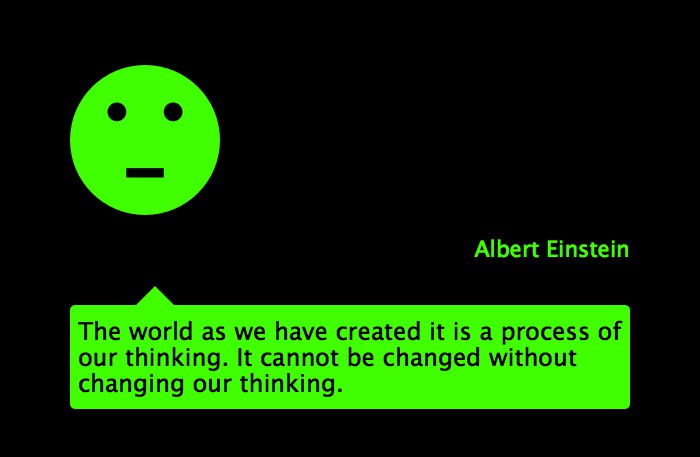 Albert Einstein
The world as we have created it is a process of
our thinking. It cannot be changed without
changing our thinking.